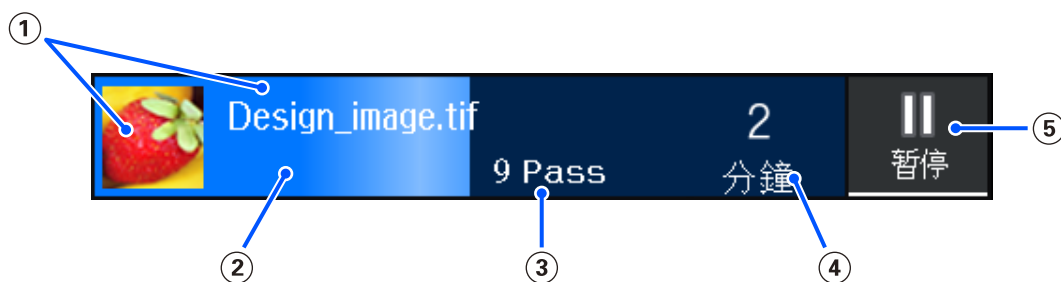 ①
Design_image.tif
2
9 Pass
分鐘
暫停
⑤
②
③
④